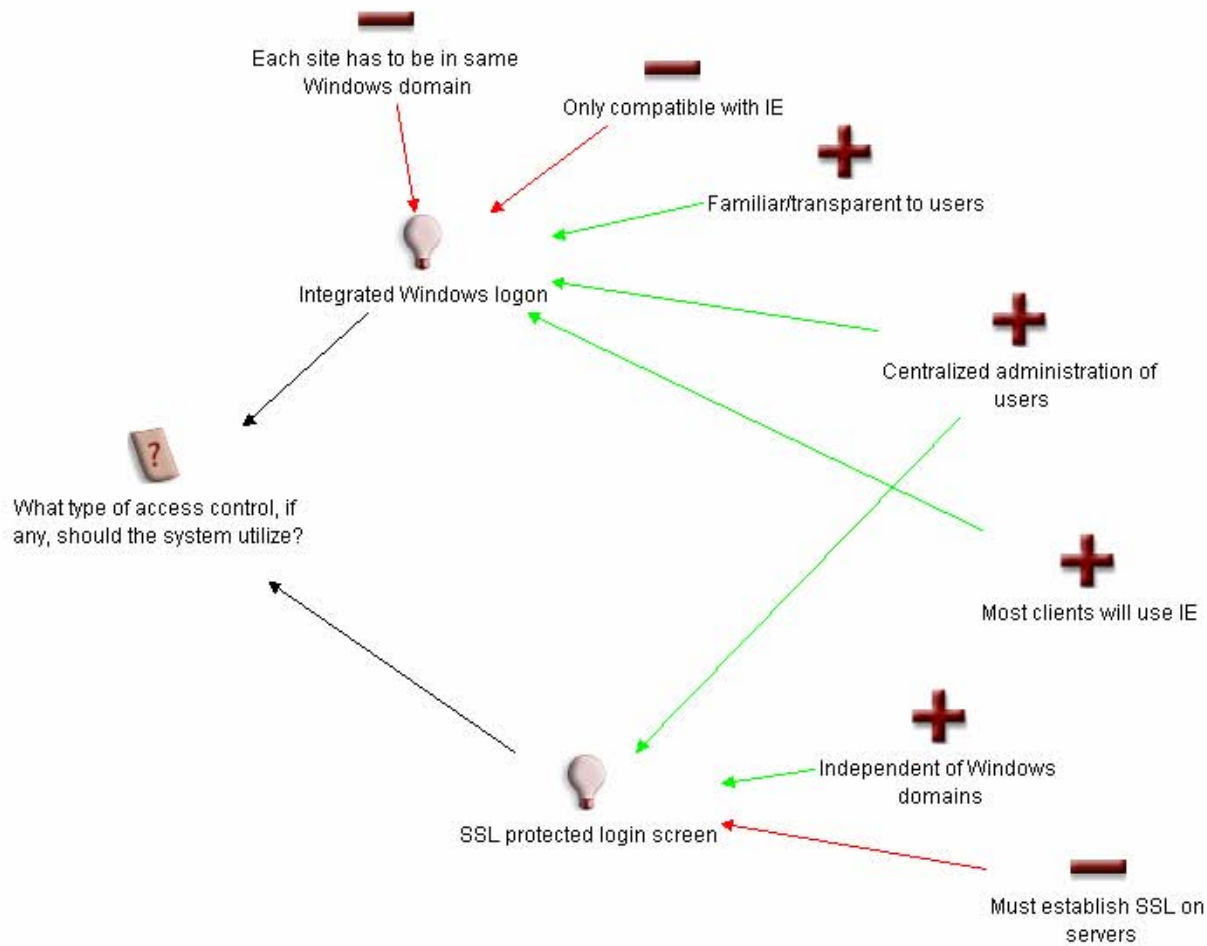 Each site has to be in same
Windows domain
Only compatible with IE
Familiar/transparent to users
Integrated Windows logon
Centralized administration of
users
?
What type of access control, if
any, should the system utilize?
Most clients will use IE
Independent of Windows
domains
SSL protected login screen
Must establish SSL on
servers